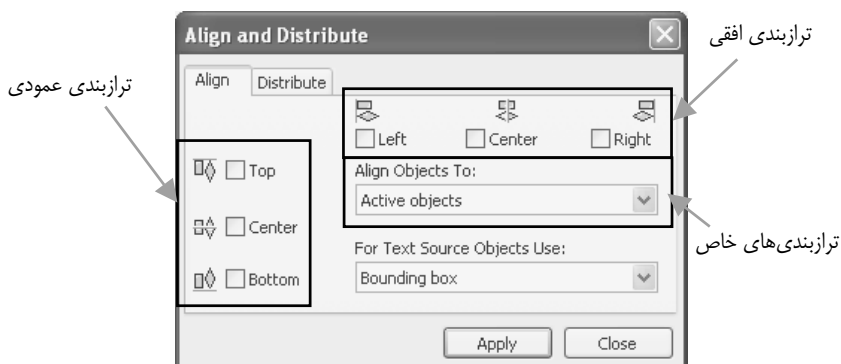 Align and Distribute
ترازبندی افقی
ترازبندی عمودی
Align
Distribute
Left
Center
Right
Top
Align Objects To:
Active objects
Center
ترازبندی‌های خاص
For Text Source Objects Use:
Bottom
Bounding box
Apply
Close